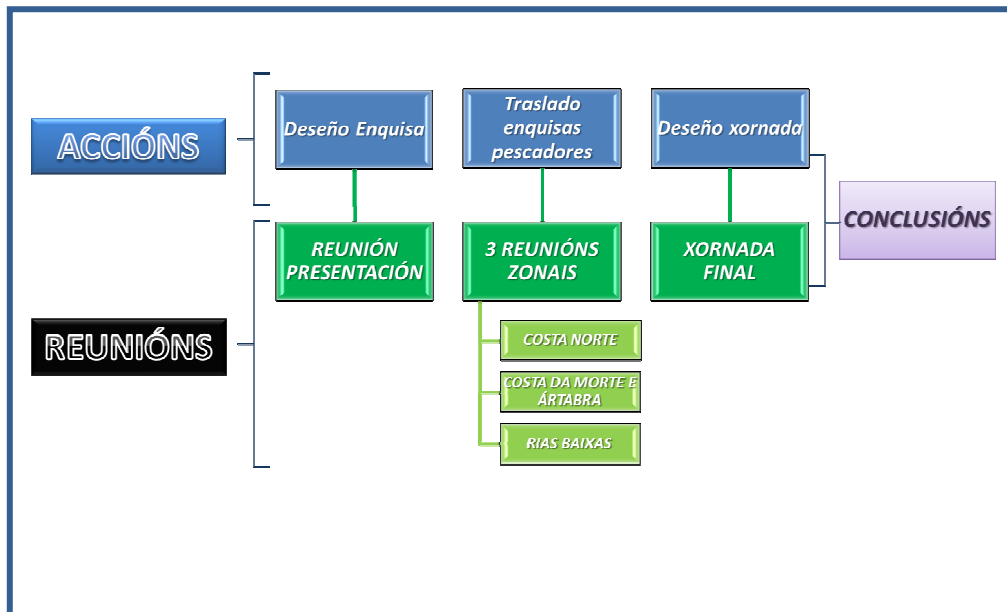 ACCIÓNS
Deseño Enquisa
Traslado
enquisas
pescadores
Deseño xornada
CONCLUSIÓNS
REUNIÓNS
REUNIÓN
PRESENTACIÓN
3 REUNIÓNS
ZONAIS
XORNADA
FINAL
COSTA NORTE
COSTA DA MORTE E
ÁRTABRA
RIAS BAIXAS